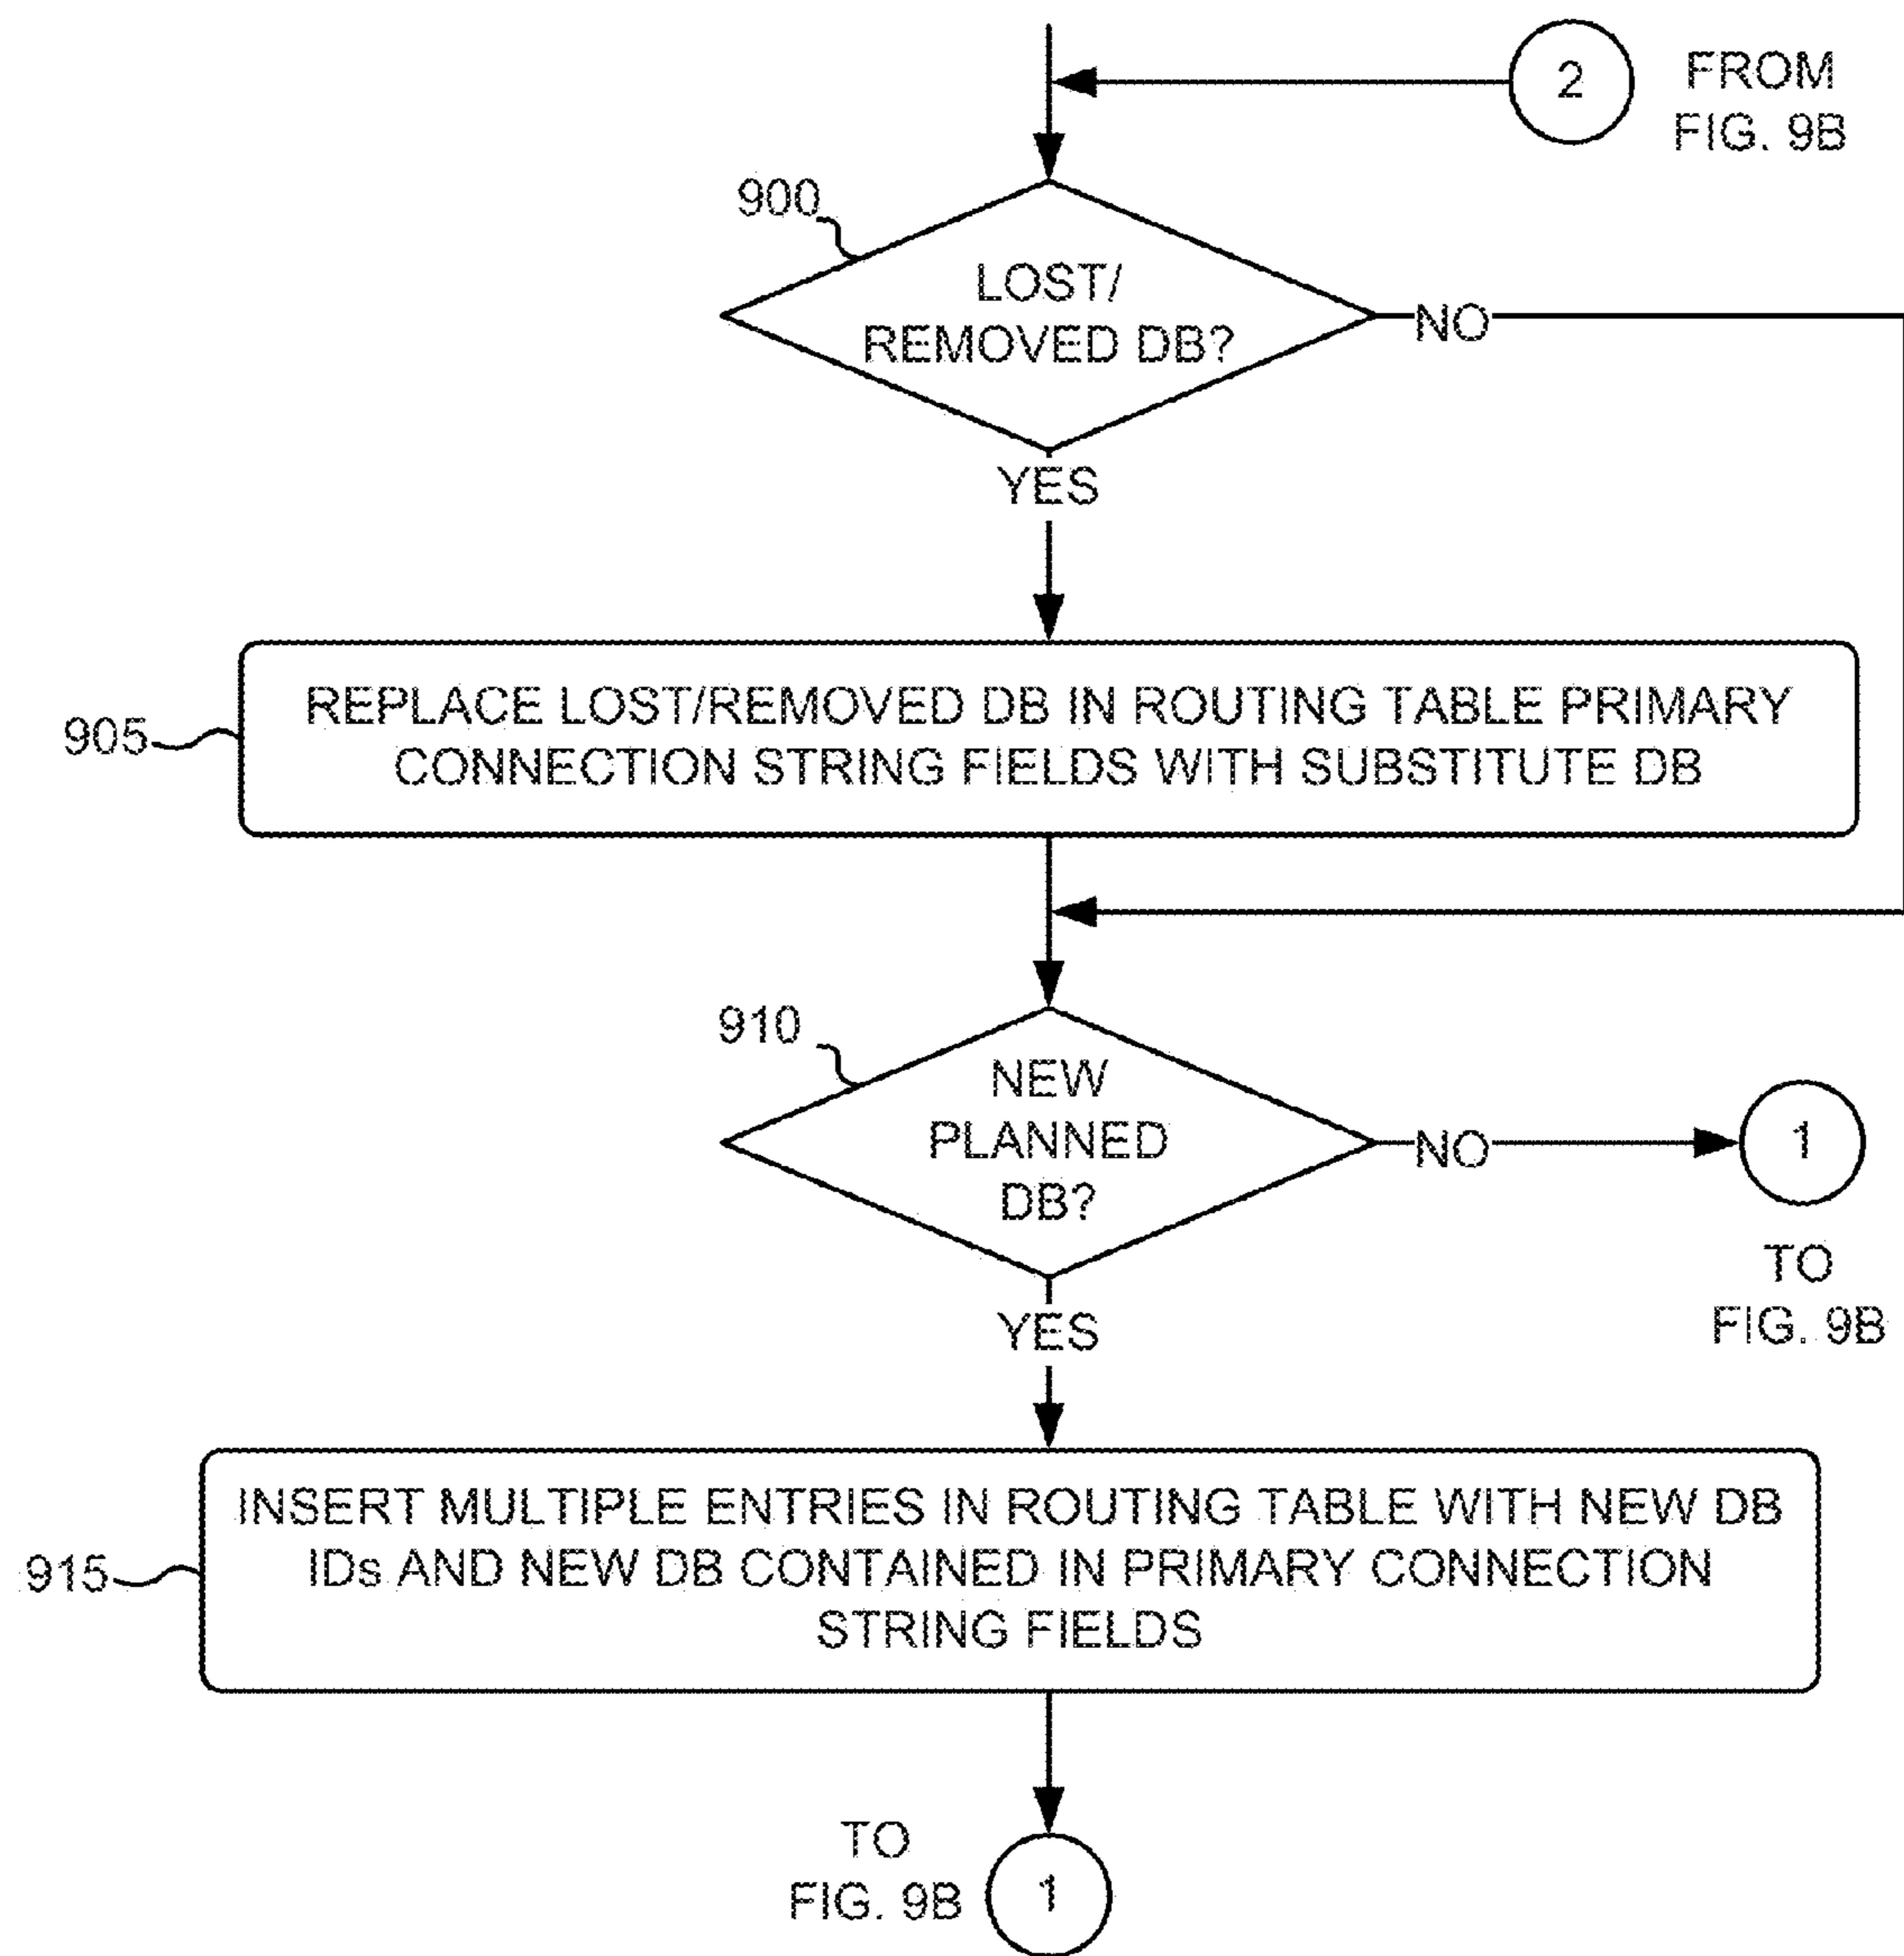 2
FROM
FIG. 9B
900
LOST/
REMOVED DB?
NO
YES
905
REPLACE LOST/REMOVED DB IN ROUTING TABLE PRIMARY
CONNECTION STRING FIELDS WITH SUBSTITUTE DB
910
NEW
PLANNED
DB?
NO
1
TO
FIG. 9B
YES
915
INSERT MULTIPLE ENTRIES IN ROUTING TABLE WITH NEW DB
IDs AND NEW DB CONTAINED IN PRIMARY CONNECTION
STRING FIELDS
TO
FIG. 9B
1